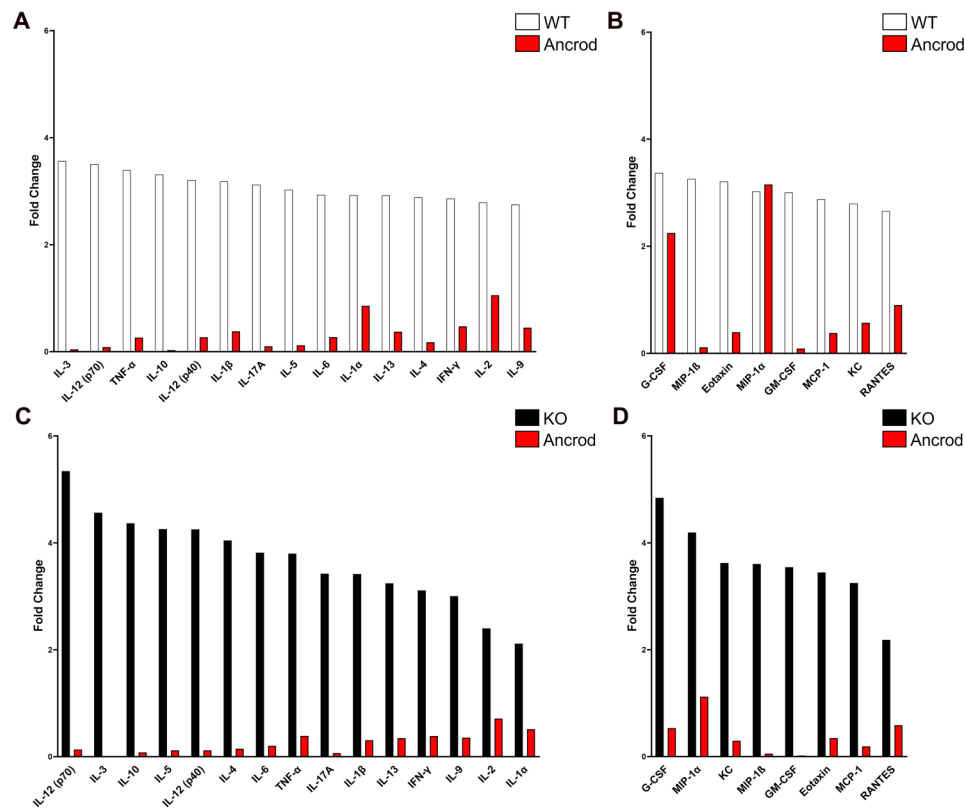 A
WT
Ancrod
6
4
2
0
Fold Change
IL-3
IL-12 (p70)
TNF-α
IL-10
IL-12 (p40)
IL-1β
IL-17A
IL-5
IL-6
IL-1α
IL-13
IL-4
IFN-γ
IL-2
IL-9
B
WT
Ancrod
6
4
2
0
Fold Change
G-CSF
MIP-1ß
Eotaxin
MIP-1α
GM-CSF
MCP-1
KC
RANTES
C
KO
Ancrod
6
4
2
0
Fold Change
IL-12 (p70)
IL-3
IL-10
IL-5
IL-12 (p40)
IL-4
IL-6
TNF-α
IL-17A
IL-1β
IL-13
IFN-γ
IL-9
IL-2
IL-1α
D
KO
Ancrod
6
4
2
0
Fold Change
G-CSF
MIP-1α
KC
MIP-1ß
GM-CSF
Eotaxin
MCP-1
RANTES